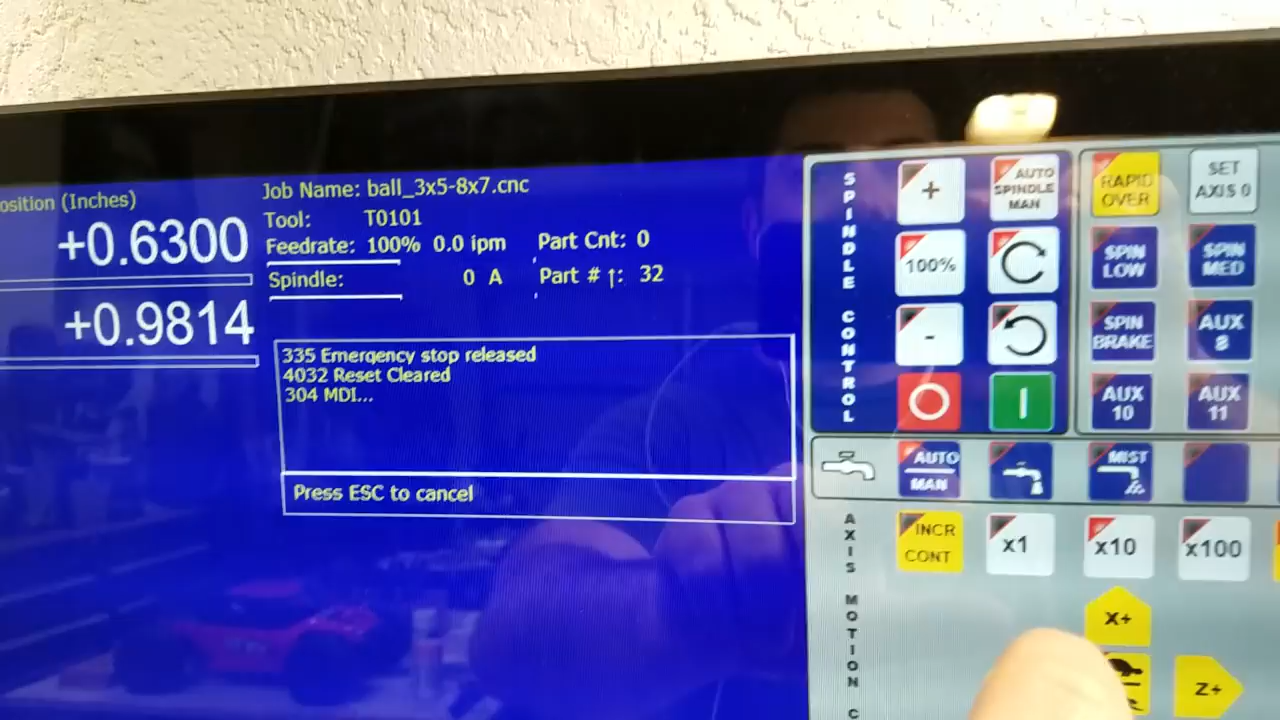 osition (Inches)
+0.6300
+0.9814
Job Name: ball_3x5-8x7.cnc
Tool: T0101
Feedrate: 100% 0.0 ipm Part Cnt: 0
Spindle: 0 A Part # ↑: 32
335 Emergency stop released
4032 Reset Cleared
304 MDI...
Press ESC to cancel
SPINDLE CONTROL
+
AUTO
SPINDLE
MAN
RAPID
OVER
SET
AXIS 0
100%
SPIN
LOW
SPIN
MED
-
SPIN
BRAKE
AUX
8
AUX
10
AUX
11
AUTO
MAN
MIST
AXIS MOTION C
INCR
CONT
x1
x10
x100
X+
Z+